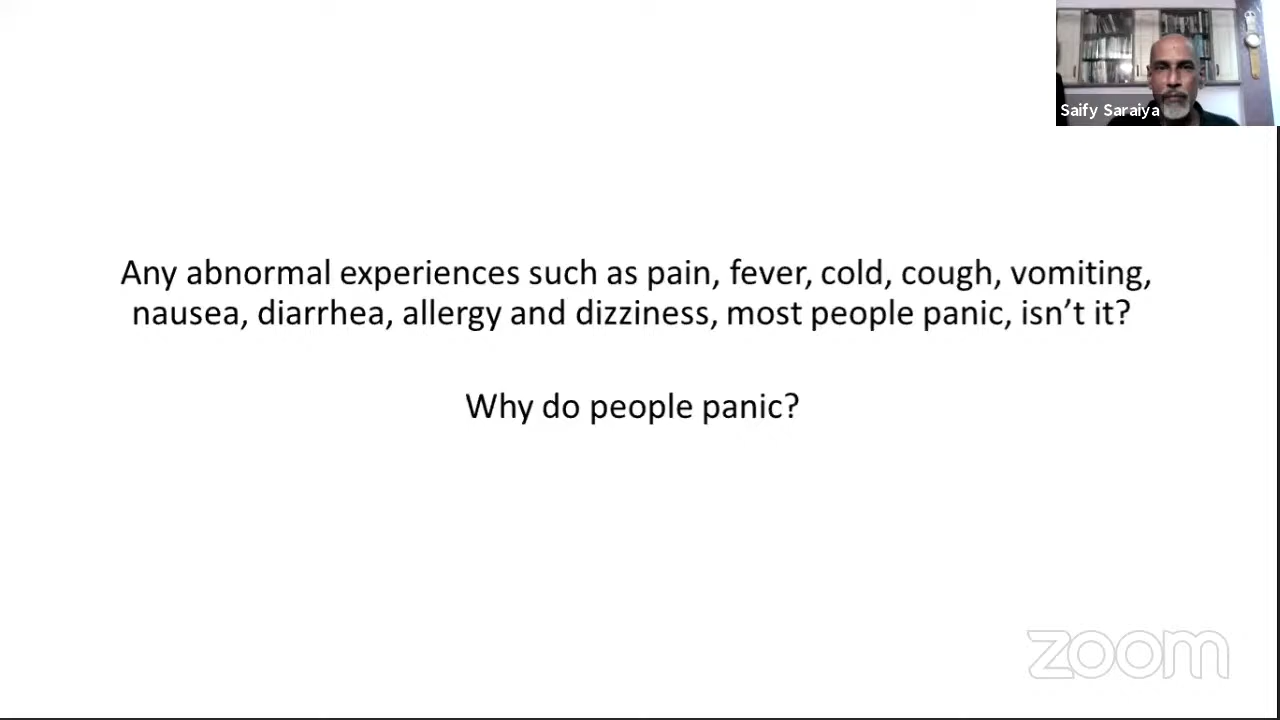 Saify Saraiya
Any abnormal experiences such as pain, fever, cold, cough, vomiting,
nausea, diarrhea, allergy and dizziness, most people panic, isn’t it?
Why do people panic?
zoom